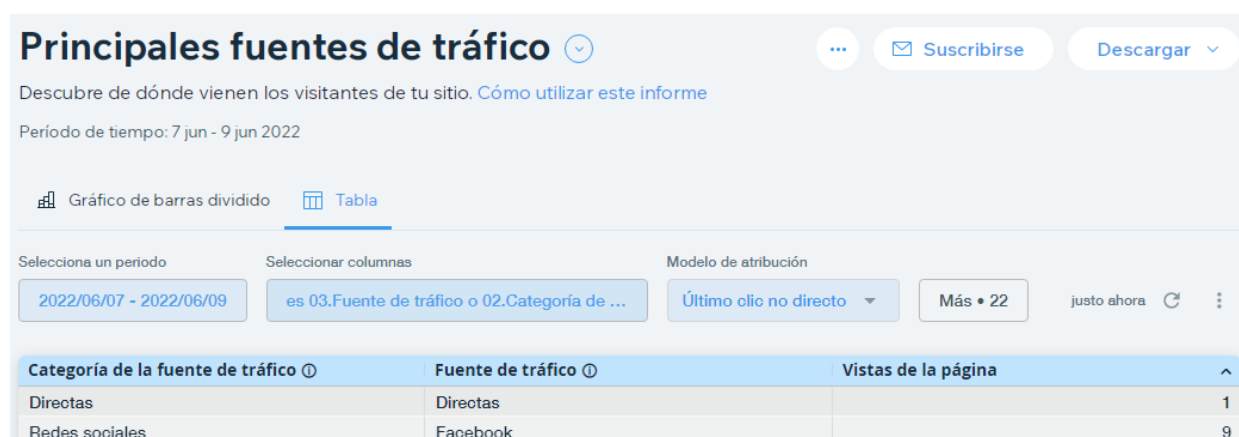 Principales fuentes de tráfico
... Suscribirse Descargar
Descubre de dónde vienen los visitantes de tu sitio. Cómo utilizar este informe
Período de tiempo: 7 jun - 9 jun 2022
Gráfico de barras dividido Tabla
Selecciona un periodo Seleccionar columnas Modelo de atribución
2022/06/07 - 2022/06/09 es 03.Fuente de tráfico o 02.Categoría de ... Último clic no directo Más • 22 justo ahora
Categoría de la fuente de tráfico Fuente de tráfico Vistas de la página
Directas Directas 1
Redes sociales Facebook 9